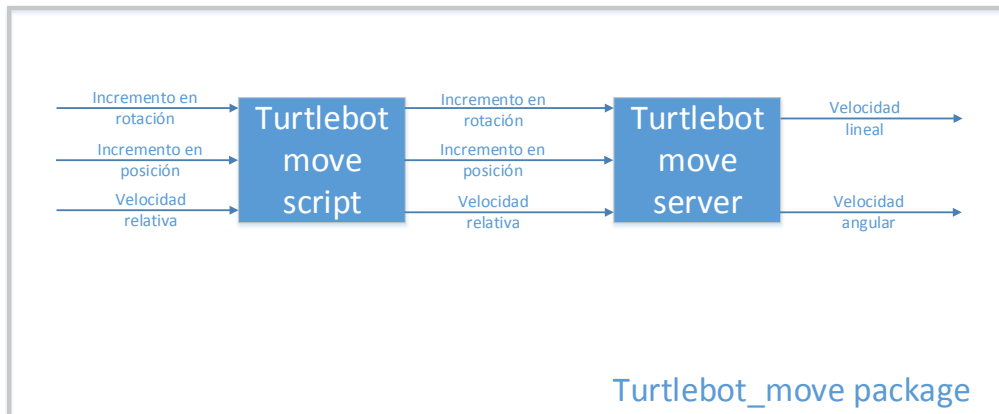 Incremento en
rotación
Incremento en
posición
Velocidad
relativa
Turtlebot
move
script
Incremento en
rotación
Incremento en
posición
Velocidad
relativa
Turtlebot
move
server
Velocidad
lineal
Velocidad
angular
Turtlebot_move package